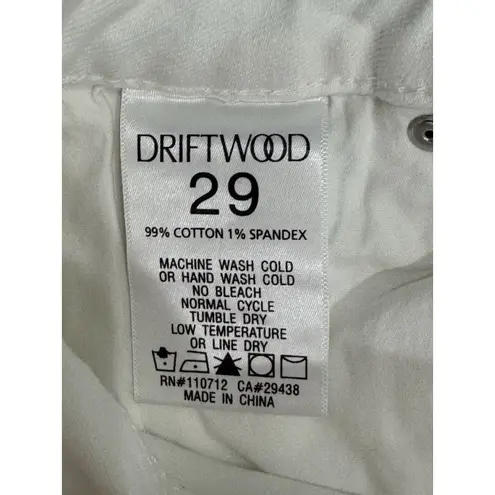 DRIFTWOOD
29
99% COTTON 1% SPANDEX
MACHINE WASH COLD
OR HAND WASH COLD
NO BLEACH
NORMAL CYCLE
TUMBLE DRY
LOW TEMPERATURE
OR LINE DRY
RN#110712 CA#29438
MADE IN CHINA